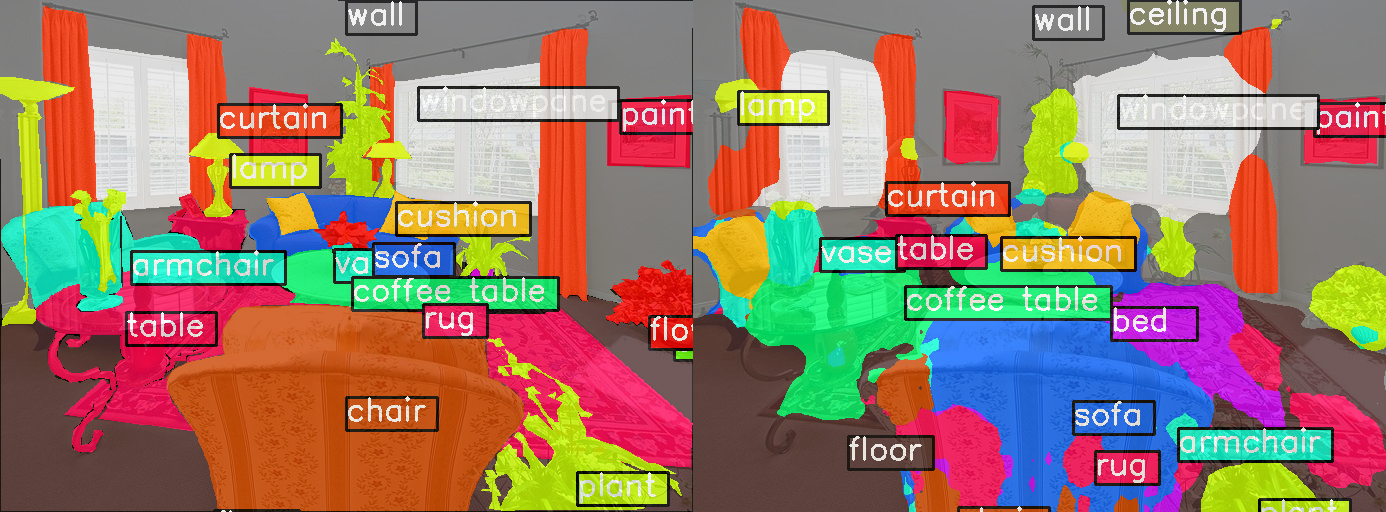 wall
curtain
windowpane
paint
lamp
cushion
armchair
va
sofa
coffee table
rug
table
flo
chair
plant
wall
ceiling
lamp
windowpane
paint
curtain
vase
table
cushion
coffee table
bed
sofa
floor
armchair
rug
plant